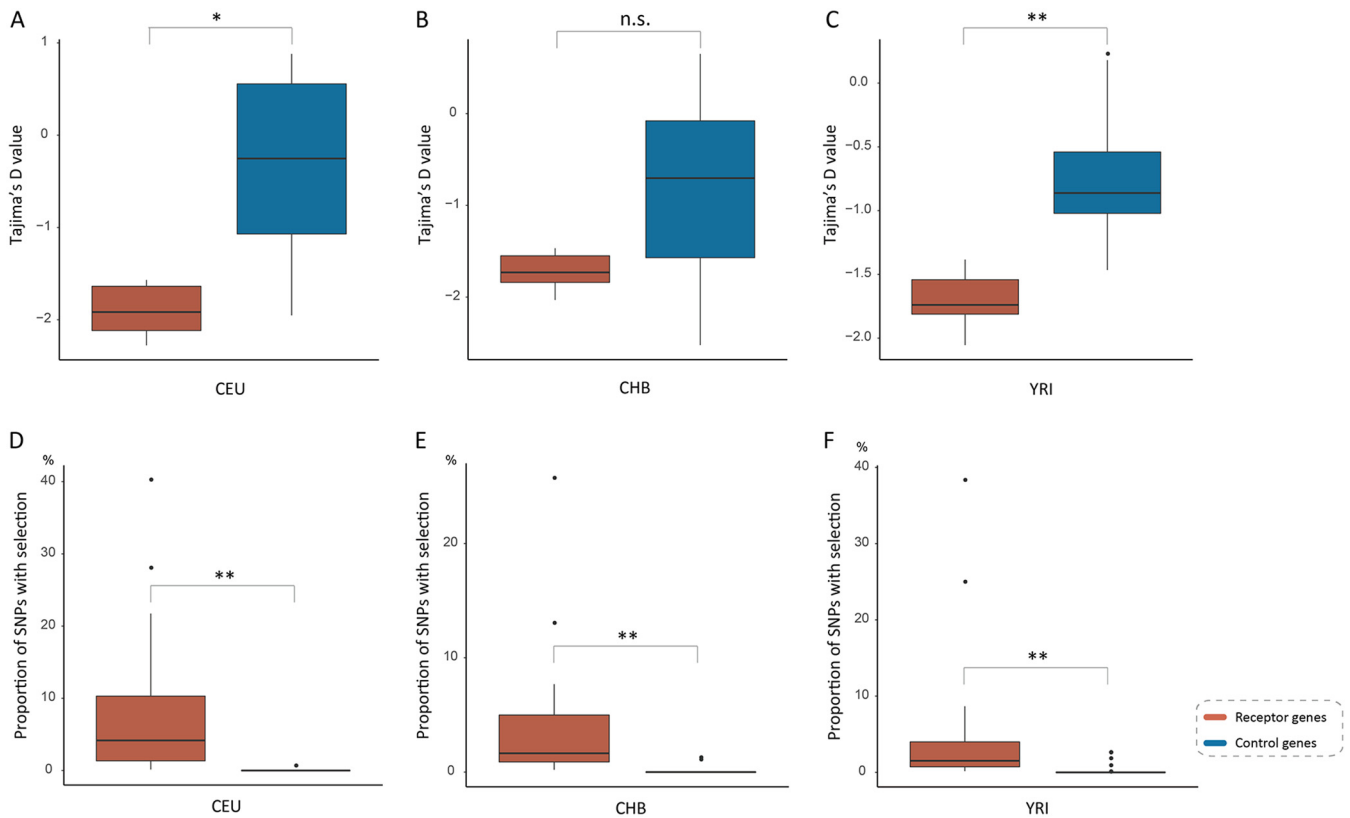 A
Tajima's D value
1
0
−1
−2
*
CEU
B
Tajima's D value
0
−1
−2
n.s.
CHB
C
Tajima's D value
0.0
−0.5
−1.0
−1.5
−2.0
**
YRI
D
%
Proportion of SNPs with selection
40
30
20
10
0
**
CEU
E
%
Proportion of SNPs with selection
20
10
0
**
CHB
F
%
Proportion of SNPs with selection
40
30
20
10
0
**
YRI
Receptor genes
Control genes